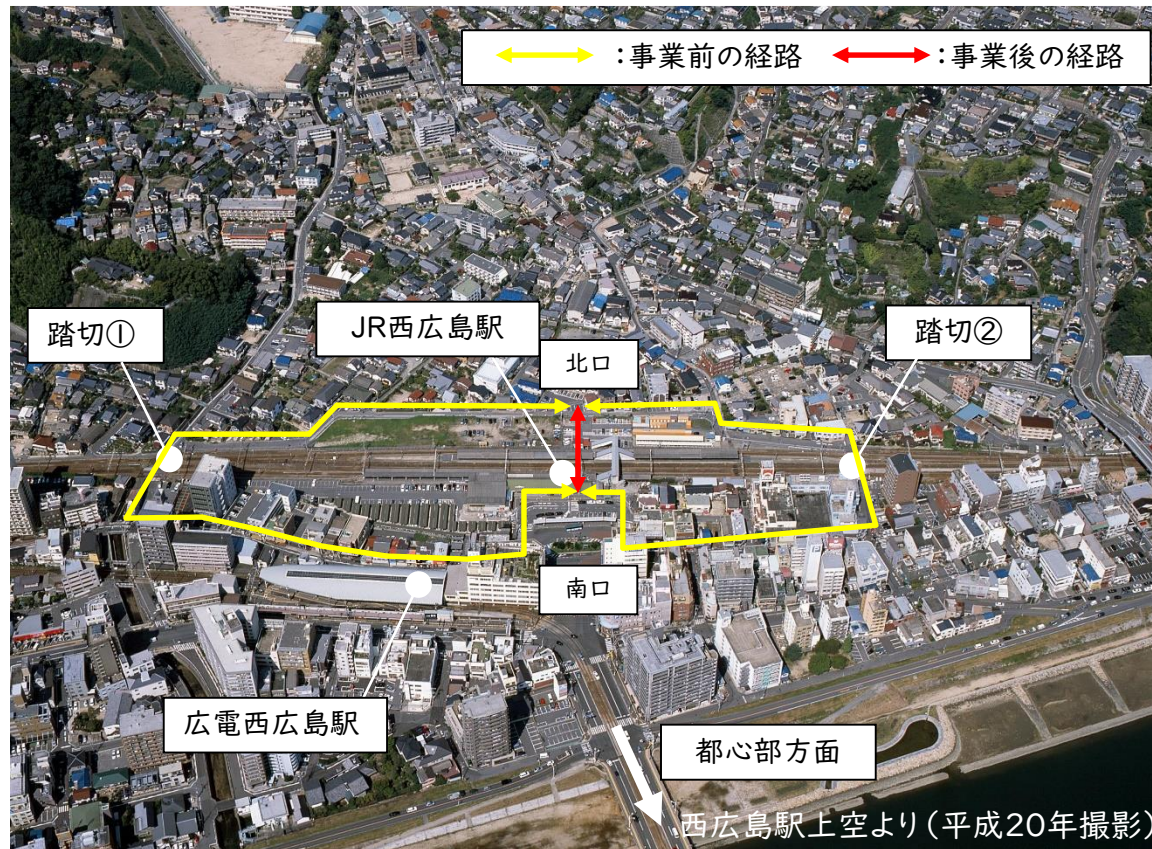 :事業前の経路 :事業後の経路
踏切①
JR西広島駅
北口
踏切②
南口
広電西広島駅
都心部方面
西広島駅上空より(平成20年撮影)